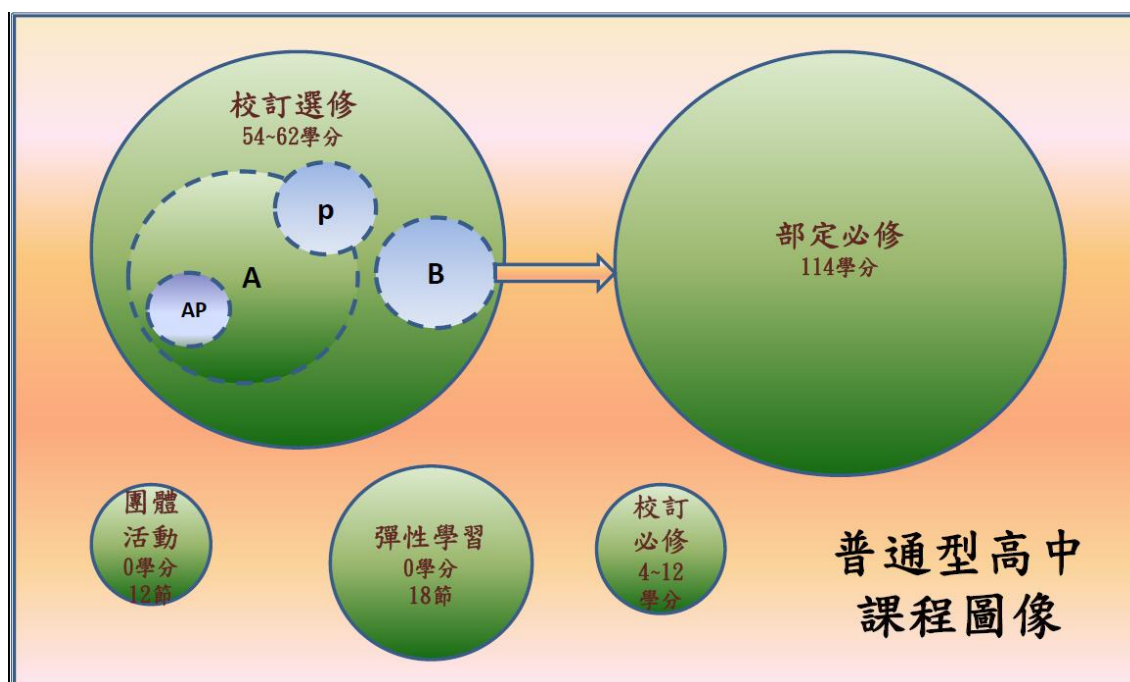 校訂選修
54~62學分
p
A
B
AP
部定必修
114學分
團體
活動
0學分
12節
彈性學習
0學分
18節
校訂
必修
4~12
學分
普通型高中
課程圖像